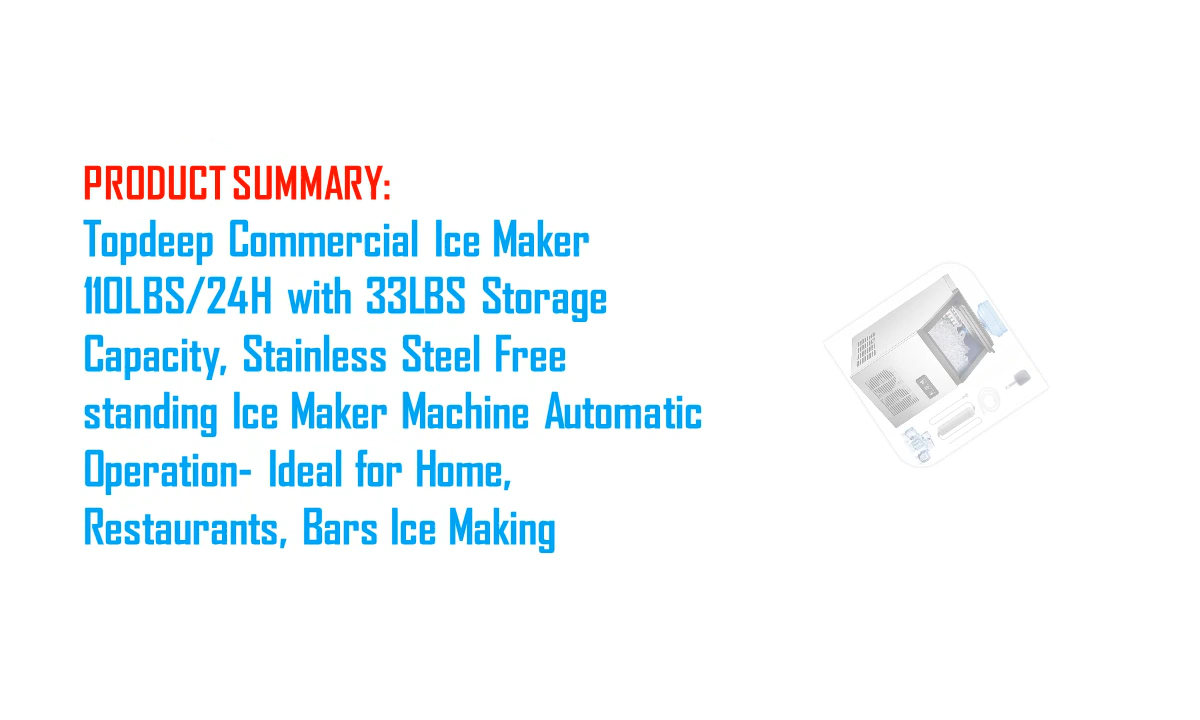 PRODUCT SUMMARY:
Topdeep Commercial Ice Maker
110LBS/24H with 33LBS Storage
Capacity, Stainless Steel Free
standing Ice Maker Machine Automatic
Operation- Ideal for Home,
Restaurants, Bars Ice Making